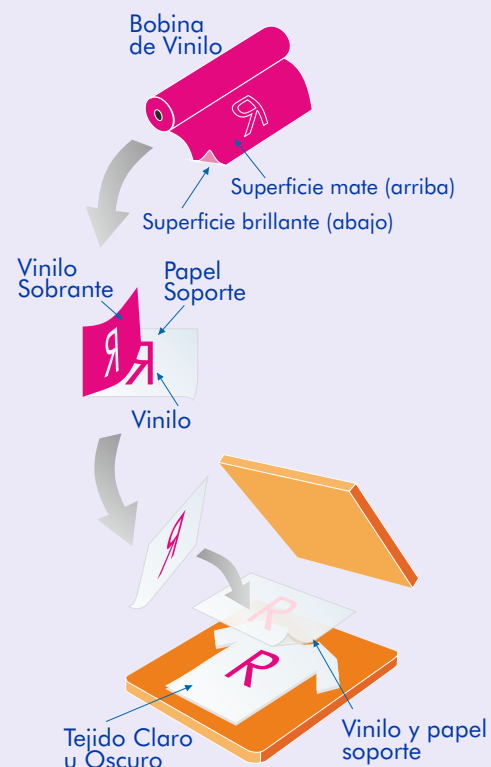 Bobina
de Vinilo
R
Superficie mate (arriba)
Superficie brillante (abajo)
Vinilo
Sobrante
Papel
Soporte
R
R
Vinilo
R
R
R
Tejido Claro
u Oscuro
Vinilo y papel
soporte